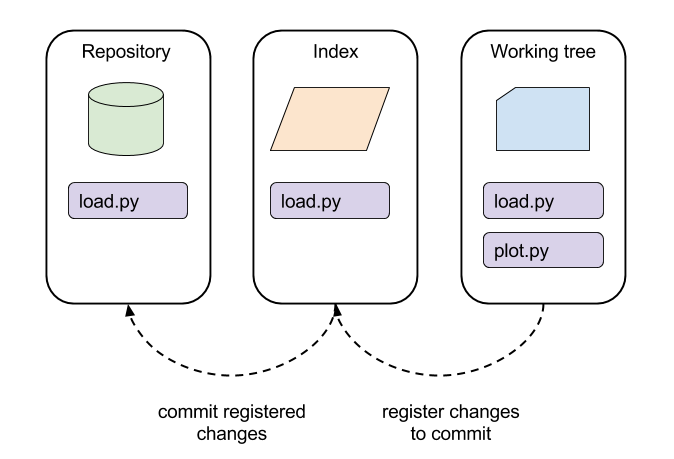 Repository
load.py
Index
load.py
Working tree
load.py
plot.py
commit registered
changes
register changes
to commit